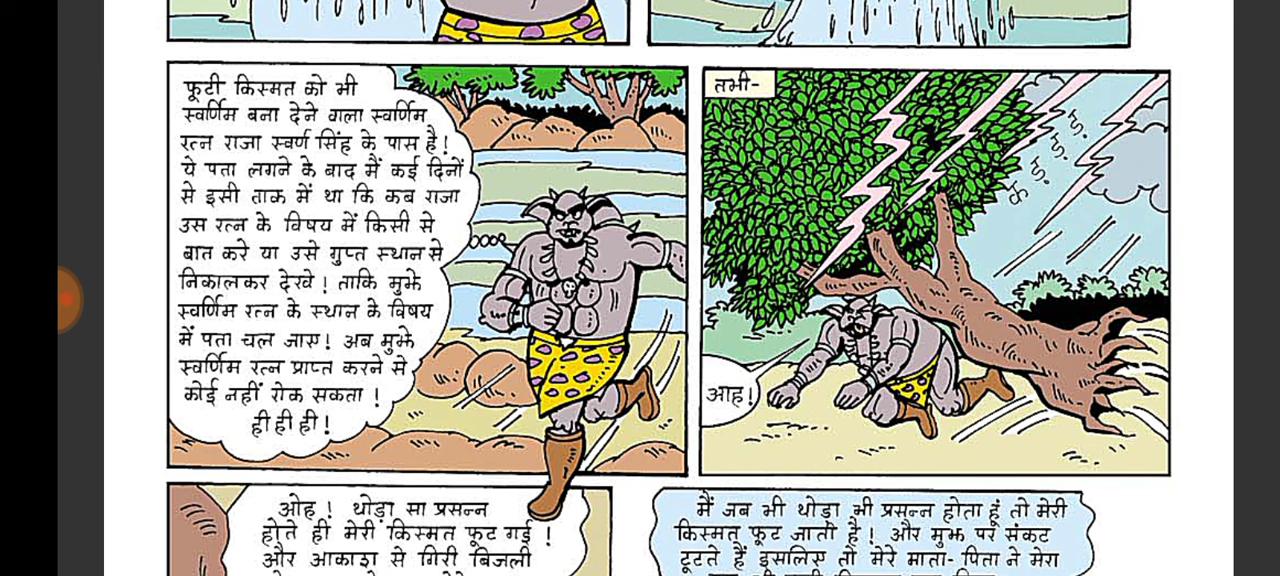 फूटी किस्मत को भी
स्वर्णिम बना देने वाला स्वर्णिम
रत्न राजा स्वर्ण सिंह के पास है!
ये पता लगने के बाद मैं कई दिनों
से इसी ताक में था कि कब राजा
उस रत्न के विषय में किसी से
बात करे या उसे गुप्त स्थान से
निकालकर देखे! ताकि मुझे
स्वर्णिम रत्न के स्थान के विषय
में पता चल जाए! अब मुझे
स्वर्णिम रत्न प्राप्त करने से
कोई नहीं रोक सकता!
ही ही ही!
तभी-
क ड़ ड़ ड़ ड़
आह!
ओह! थोड़ा सा प्रसन्न
होते ही मेरी किस्मत फूट गई!
और आकाश से गिरी बिजली
मैं जब भी थोड़ा भी प्रसन्न होता हूं तो मेरी
किस्मत फूट जाती है! और मुझ पर संकट
टूटते हैं इसलिए तो मेरे माता-पिता ने मेरा